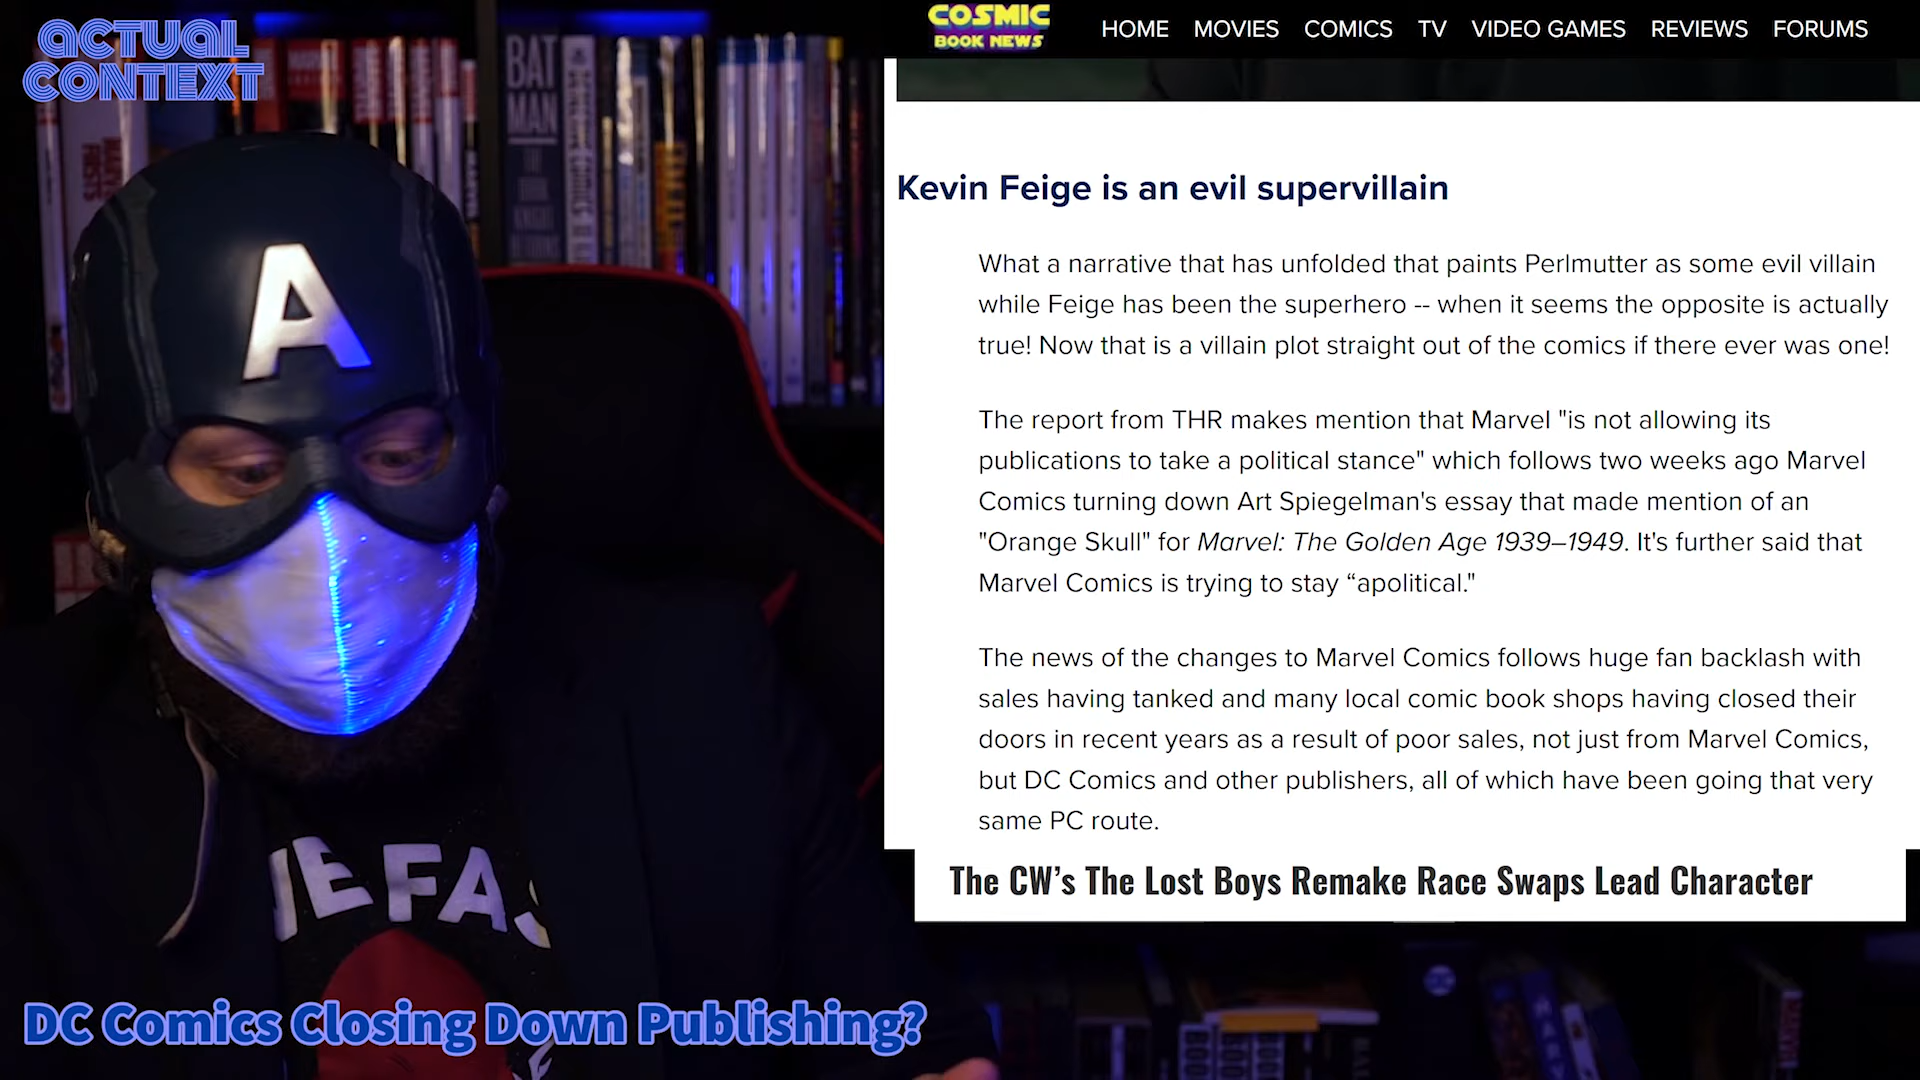 ACTUAL
CONTEXT
COSMIC
BOOK NEWS
HOME MOVIES COMICS TV VIDEO GAMES REVIEWS FORUMS
BAT
MAN
A
Kevin Feige is an evil supervillain
What a narrative that has unfolded that paints Perlmutter as some evil villain
while Feige has been the superhero -- when it seems the opposite is actually
true! Now that is a villain plot straight out of the comics if there ever was one!
The report from THR makes mention that Marvel "is not allowing its
publications to take a political stance" which follows two weeks ago Marvel
Comics turning down Art Spiegelman's essay that made mention of an
"Orange Skull" for Marvel: The Golden Age 1939–1949. It's further said that
Marvel Comics is trying to stay “apolitical."
The news of the changes to Marvel Comics follows huge fan backlash with
sales having tanked and many local comic book shops having closed their
doors in recent years as a result of poor sales, not just from Marvel Comics,
but DC Comics and other publishers, all of which have been going that very
same PC route.
The CW’s The Lost Boys Remake Race Swaps Lead Character
DC Comics Closing Down Publishing?